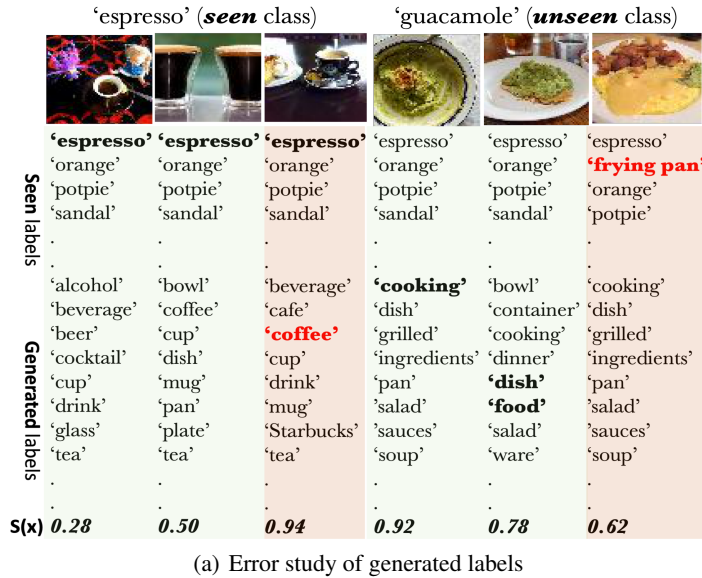 ‘espresso’ (seen class) ‘guacamole’ (unseen class)
‘espresso’ ‘espresso’ ‘espresso’ ‘espresso’ ‘espresso’ ‘espresso’
‘orange’ ‘orange’ ‘orange’ ‘orange’ ‘orange’ ‘frying pan’
‘potpie’ ‘potpie’ ‘potpie’ ‘potpie’ ‘potpie’ ‘orange’
‘sandal’ ‘sandal’ ‘sandal’ ‘sandal’ ‘sandal’ ‘potpie’
. . . . . .
. . . . . .
Seen labels
‘alcohol’ ‘bowl’ ‘beverage’ ‘cooking’ ‘bowl’ ‘cooking’
‘beverage’ ‘coffee’ ‘cafe’ ‘dish’ ‘container’ ‘dish’
‘beer’ ‘cup’ ‘coffee’ ‘grilled’ ‘cooking’ ‘grilled’
‘cocktail’ ‘dish’ ‘cup’ ‘ingredients’ ‘dinner’ ‘ingredients’
‘cup’ ‘mug’ ‘drink’ ‘pan’ ‘dish’ ‘pan’
‘drink’ ‘pan’ ‘mug’ ‘salad’ ‘food’ ‘salad’
‘glass’ ‘plate’ ‘Starbucks’ ‘sauces’ ‘salad’ ‘sauces’
‘tea’ ‘tea’ ‘tea’ ‘soup’ ‘ware’ ‘soup’
. . . . . .
. . . . . .
Generated labels
S(x) 0.28 0.50 0.94 0.92 0.78 0.62
(a) Error study of generated labels